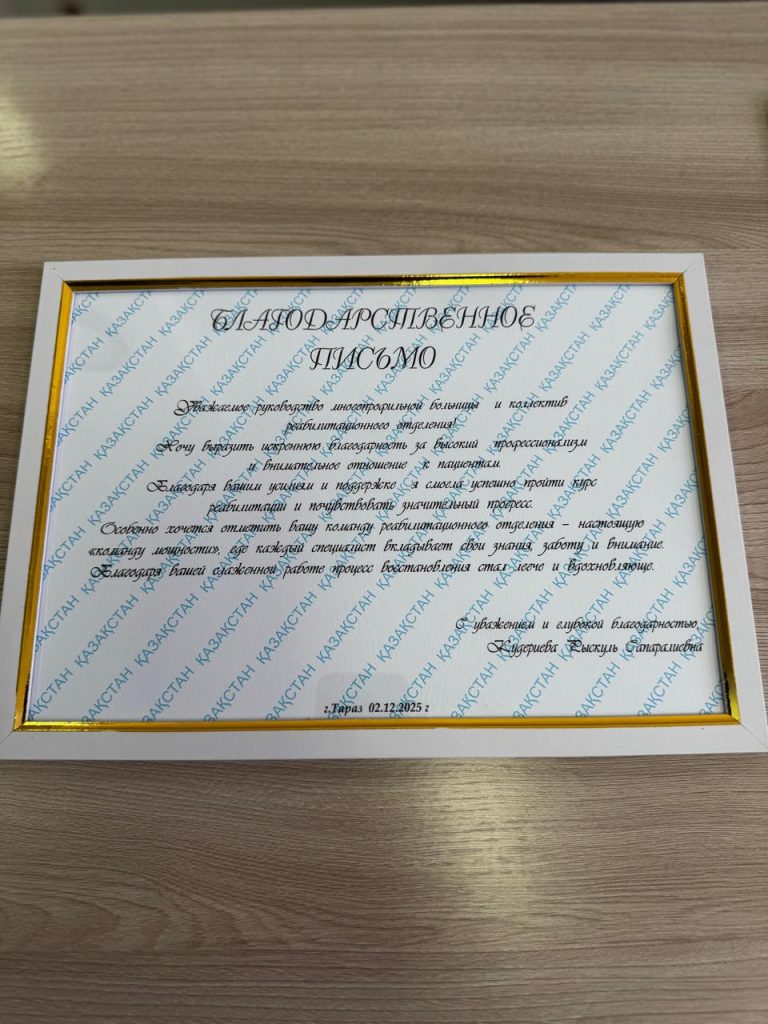 БЛАГОДАРСТВЕННОЕ
ПИСЬМО
Уважаемое руководство многопрофильной больницы и коллектив
реабилитационного отделения!
Хочу выразить искреннюю благодарность за высокий профессионализм
и внимательное отношение к пациентам.
Благодаря вашим усилиям и поддержке я смогла успешно пройти курс
реабилитации и почувствовать значительный прогресс.
Особенно хочется отметить вашу команду реабилитационного отделения – настоящую
«команду мощности», где каждый специалист вкладывает свои знания, заботу и внимание.
Благодаря вашей слаженной работе процесс восстановления стал легче и вдохновляюще.
С уважением и глубокой благодарностью,
Кудериева Рыскуль Сапаралиевна
г.Тараз 02.12.2025 г
ҚАЗАҚСТАН